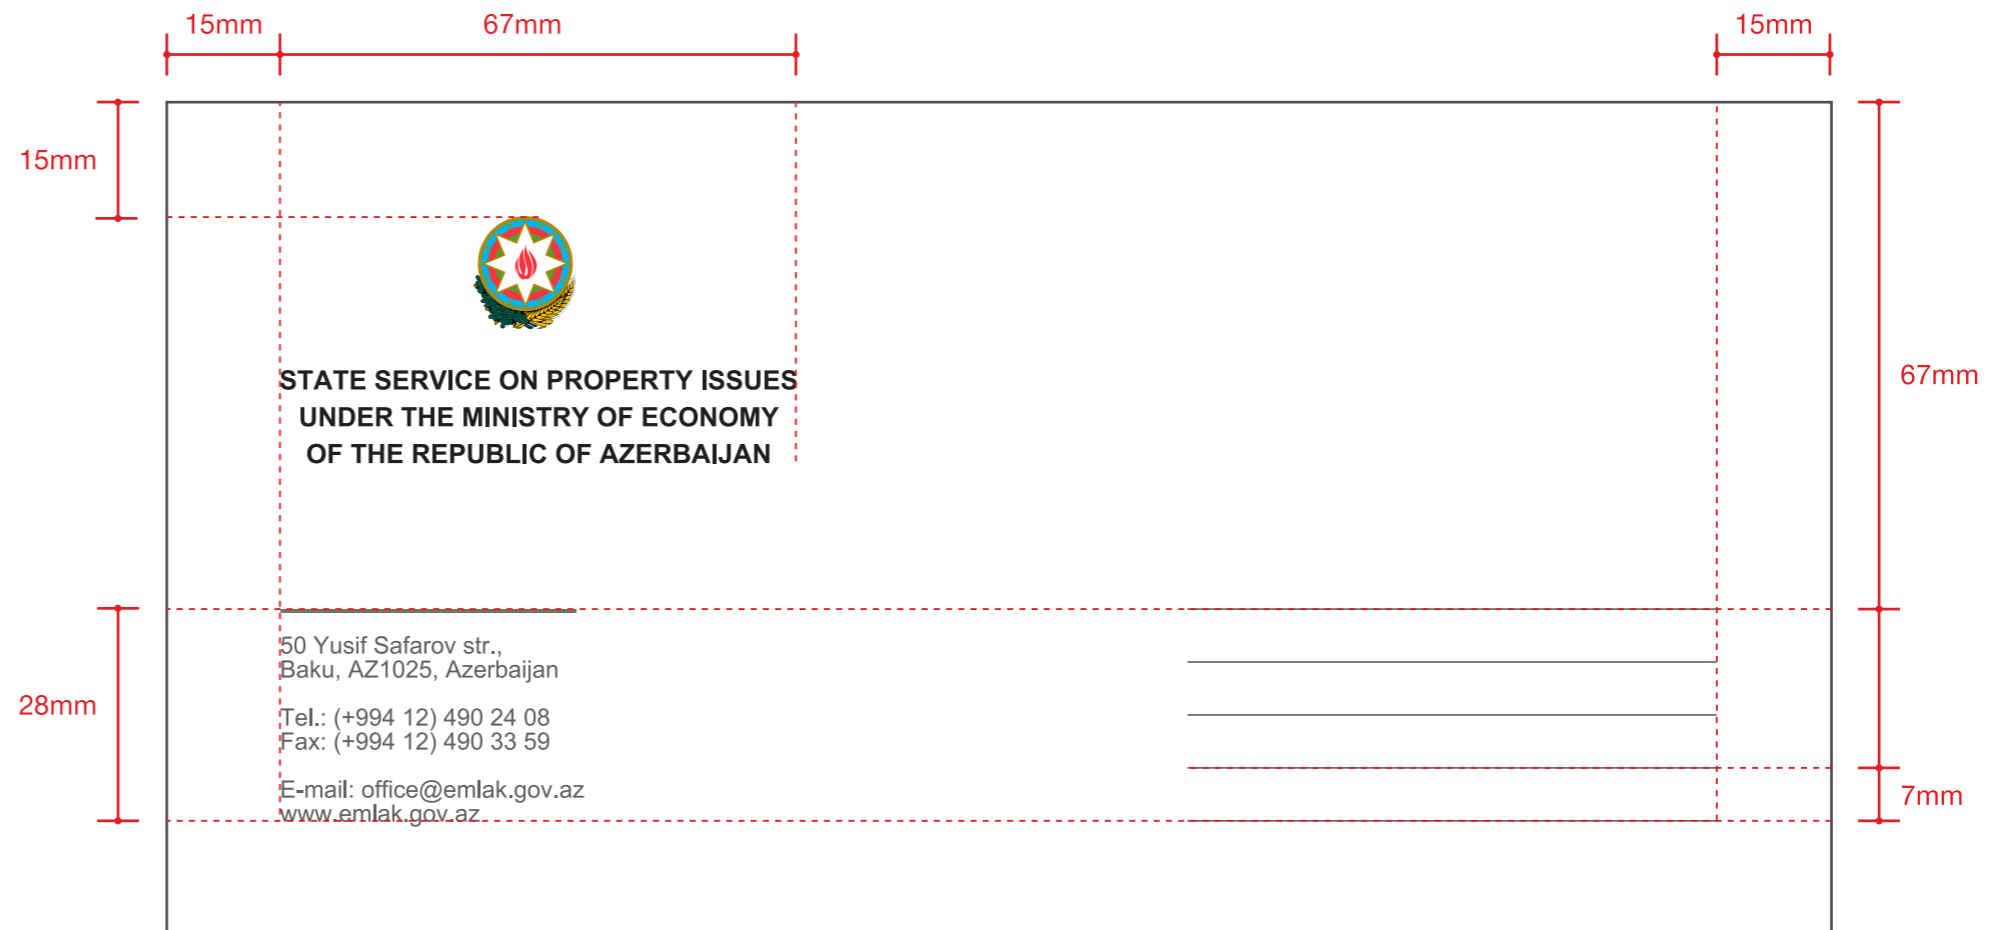 15mm
67mm
15mm
15mm
STATE SERVICE ON PROPERTY ISSUES
UNDER THE MINISTRY OF ECONOMY
OF THE REPUBLIC OF AZERBAIJAN
67mm
28mm
50 Yusif Safarov str.,
Baku, AZ1025, Azerbaijan
Tel.: (+994 12) 490 24 08
Fax: (+994 12) 490 33 59
E-mail: office@emlak.gov.az
www.emlak.gov.az
7mm